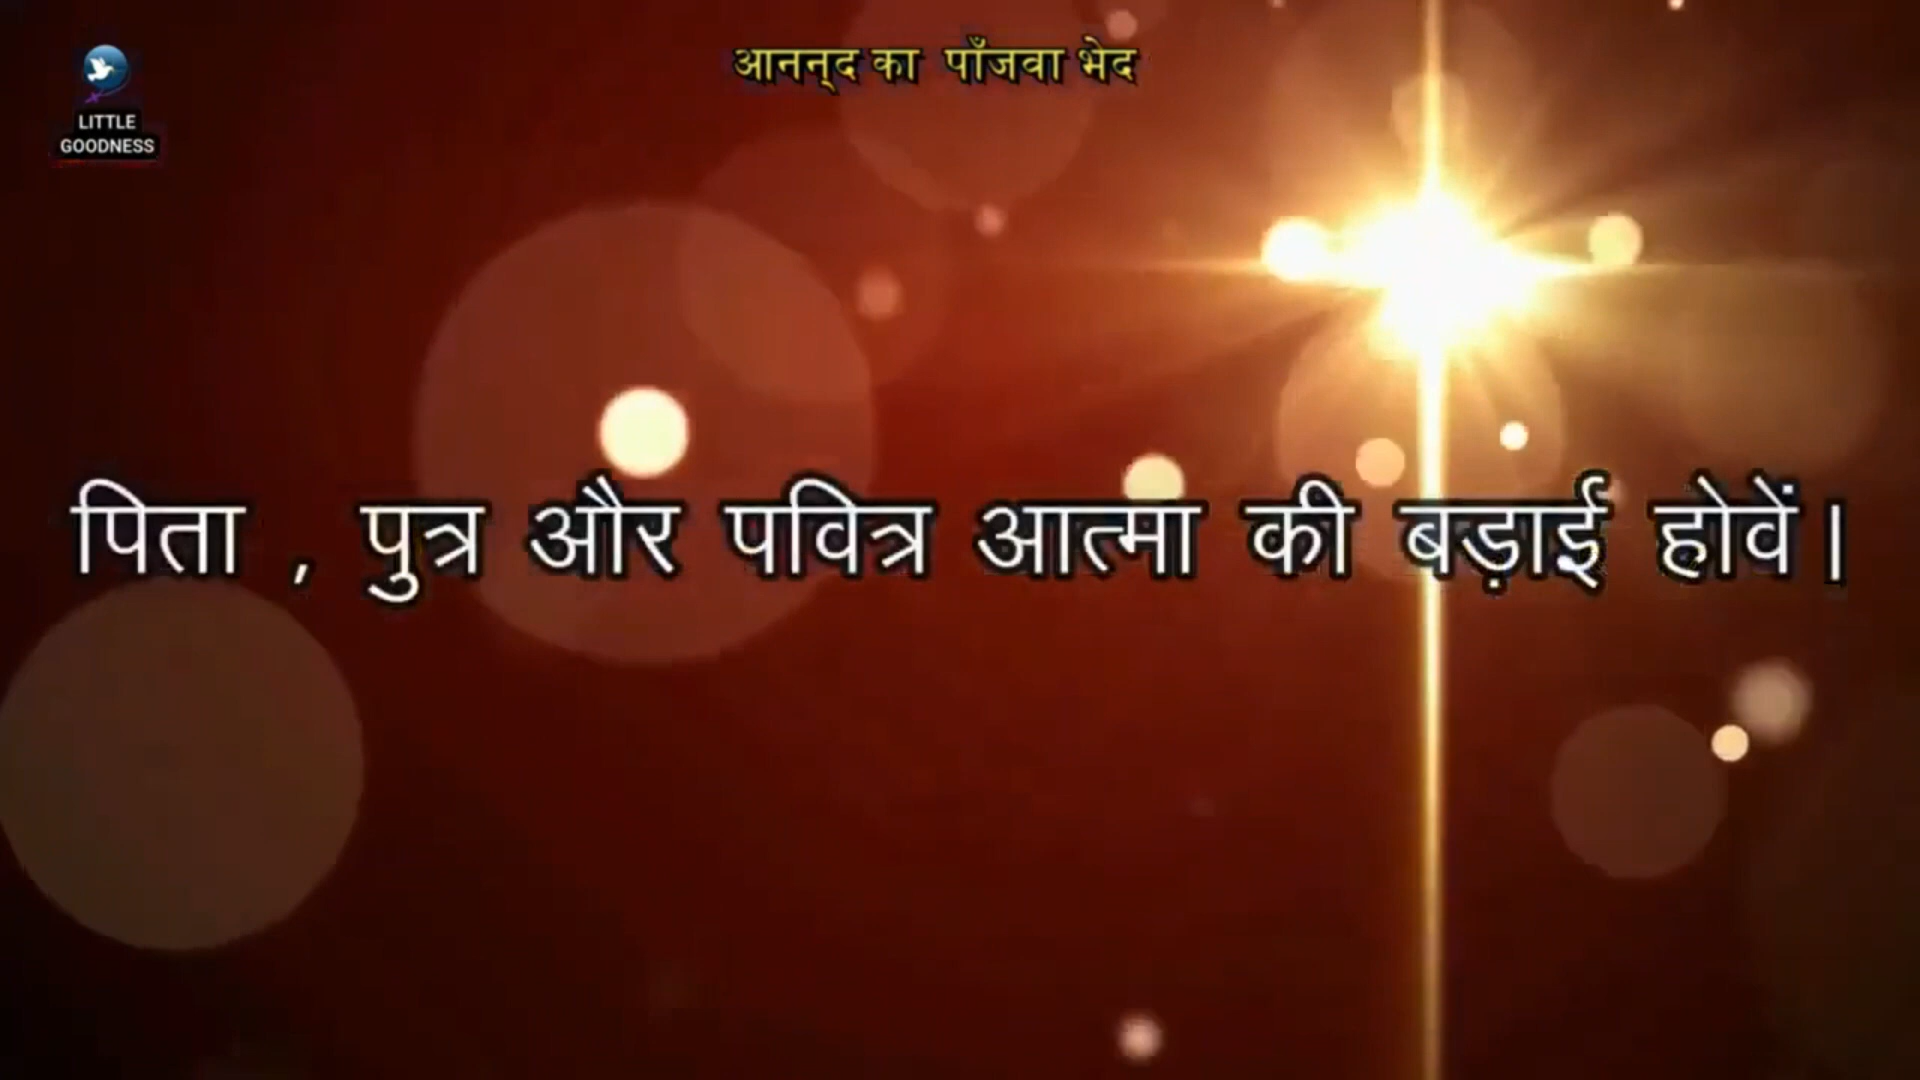 आनन्द का पाँजवा भेद
LITTLE
GOODNESS
पिता , पुत्र और पवित्र आत्मा की बड़ाई होवें।